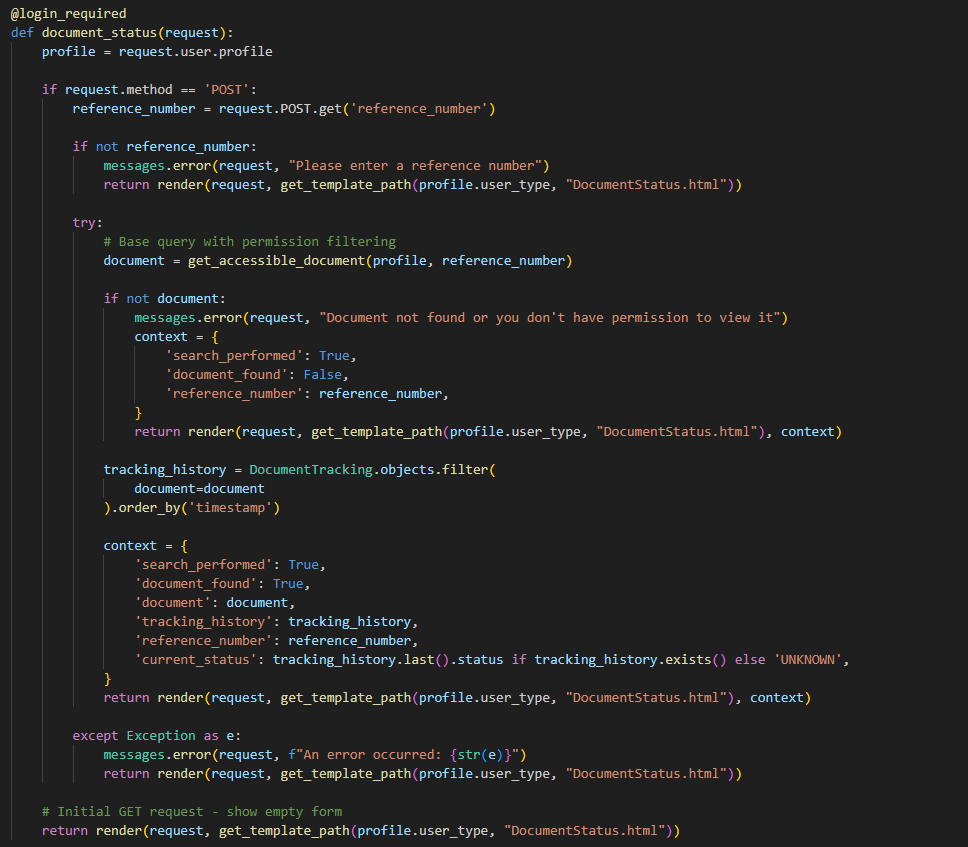 @login_required
def document_status(request):
    profile = request.user.profile

    if request.method == 'POST':
        reference_number = request.POST.get('reference_number')

        if not reference_number:
            messages.error(request, "Please enter a reference number")
            return render(request, get_template_path(profile.user_type, "DocumentStatus.html"))

        try:
            # Base query with permission filtering
            document = get_accessible_document(profile, reference_number)

            if not document:
                messages.error(request, "Document not found or you don't have permission to view it")
                context = {
                    'search_performed': True,
                    'document_found': False,
                    'reference_number': reference_number,
                }
                return render(request, get_template_path(profile.user_type, "DocumentStatus.html"), context)

            tracking_history = DocumentTracking.objects.filter(
                document=document
            ).order_by('timestamp')

            context = {
                'search_performed': True,
                'document_found': True,
                'document': document,
                'tracking_history': tracking_history,
                'reference_number': reference_number,
                'current_status': tracking_history.last().status if tracking_history.exists() else 'UNKNOWN',
            }
            return render(request, get_template_path(profile.user_type, "DocumentStatus.html"), context)

        except Exception as e:
            messages.error(request, f"An error occurred: {str(e)}")
            return render(request, get_template_path(profile.user_type, "DocumentStatus.html"))

    # Initial GET request - show empty form
    return render(request, get_template_path(profile.user_type, "DocumentStatus.html"))